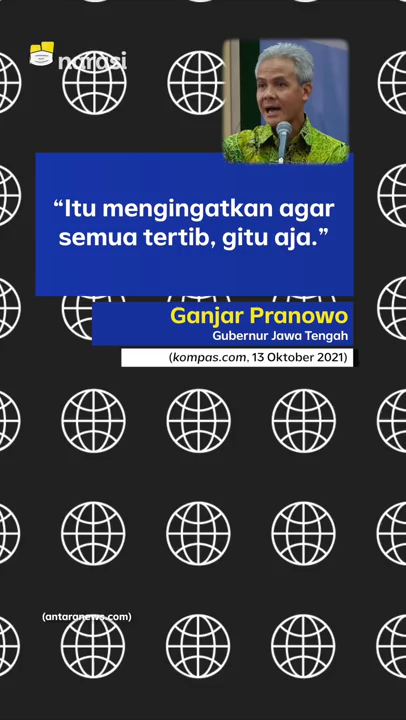 narasi
“Itu mengingatkan agar
semua tertib, gitu aja.”
Ganjar Pranowo
Gubernur Jawa Tengah
(kompas.com, 13 Oktober 2021)
(antaranews.com)